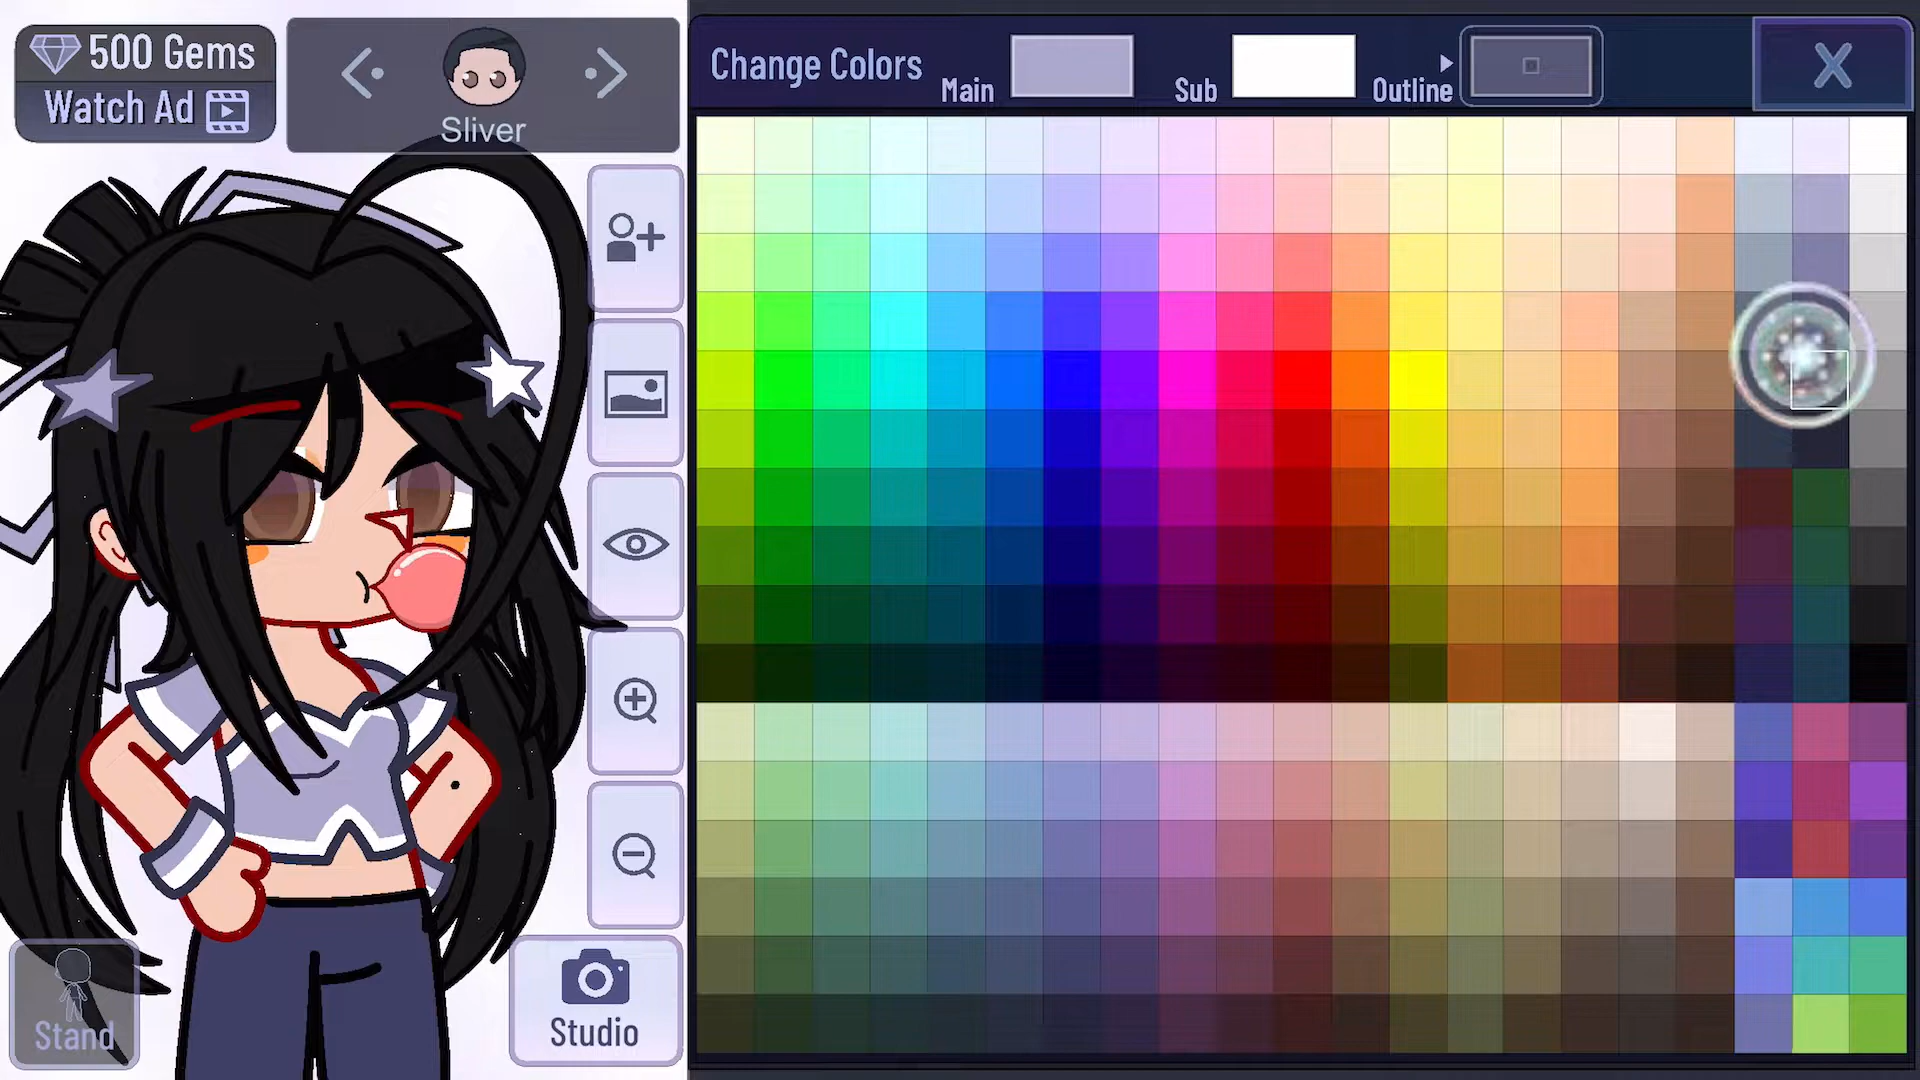 500 Gems
Watch Ad
Sliver
Change Colors
Main
Sub
Outline
X
Stand
Studio